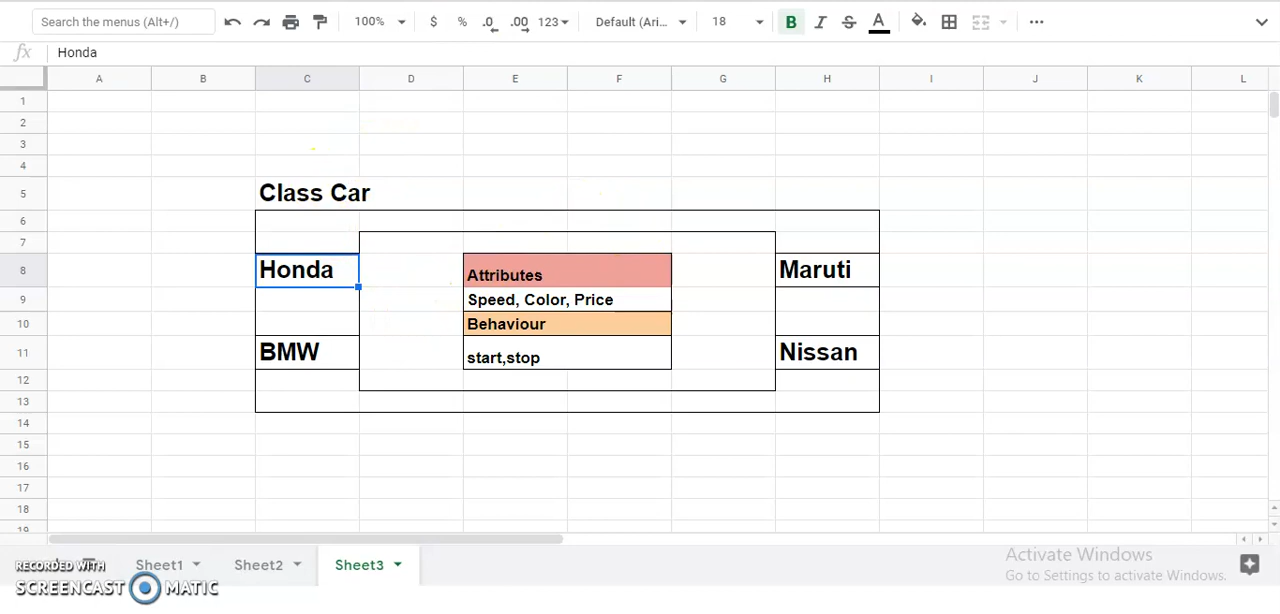 Search the menus (Alt+/) 100% $ % .0 .00 123 Default (Ari... 18 B I S A
fx Honda
A B C D E F G H I J K L
1
2
3
4
5 Class Car
6
7
8 Honda Attributes Maruti
9 Speed, Color, Price
10 Behaviour
11 BMW start,stop Nissan
12
13
14
15
16
17
18
19
Sheet1 Sheet2 Sheet3
RECORDED WITH
SCREENCAST MATIC
Activate Windows
Go to Settings to activate Windows.